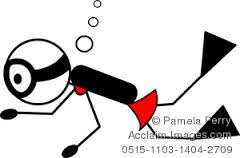 © Pamela Perry
Acclaim Images.com
0515-1103-1404-2709